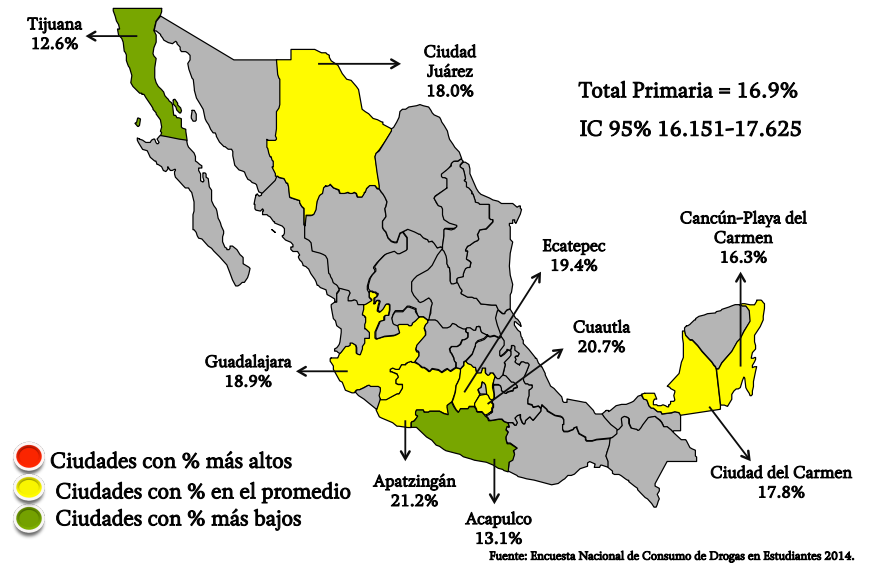 Tijuana
12.6%
Ciudad
Juárez
18.0%
Total Primaria = 16.9%
IC 95% 16.151-17.625
Cancún-Playa del
Carmen
16.3%
Ecatepec
19.4%
Cuautla
20.7%
Guadalajara
18.9%
Ciudades con % más altos
Ciudades con % en el promedio
Ciudades con % más bajos
Apatzingán
21.2%
Acapulco
13.1%
Ciudad del Carmen
17.8%
Fuente: Encuesta Nacional de Consumo de Drogas en Estudiantes 2014.